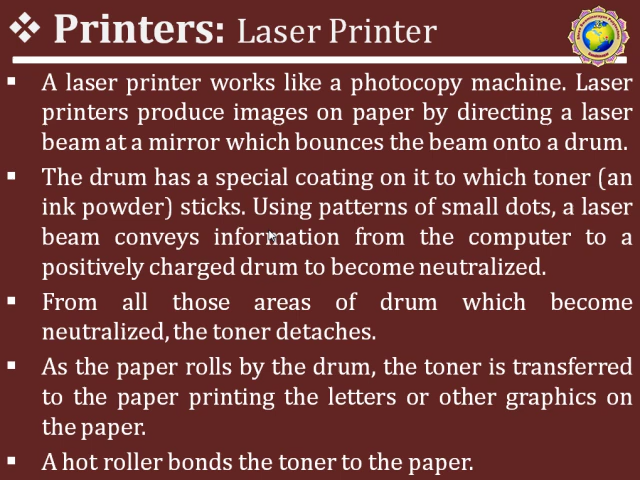 ❖ Printers: Laser Printer
▪ A laser printer works like a photocopy machine. Laser
printers produce images on paper by directing a laser
beam at a mirror which bounces the beam onto a drum.
▪ The drum has a special coating on it to which toner (an
ink powder) sticks. Using patterns of small dots, a laser
beam conveys information from the computer to a
positively charged drum to become neutralized.
▪ From all those areas of drum which become
neutralized, the toner detaches.
▪ As the paper rolls by the drum, the toner is transferred
to the paper printing the letters or other graphics on
the paper.
▪ A hot roller bonds the toner to the paper.